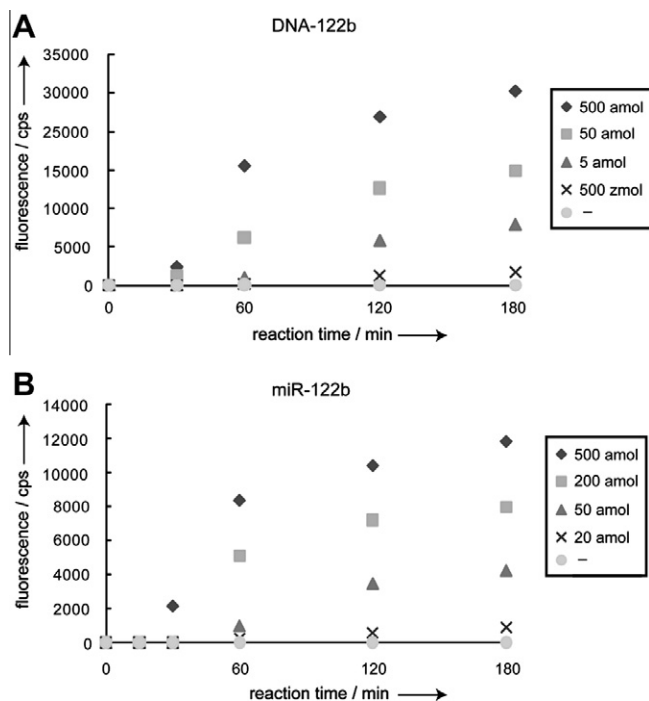 A
DNA-122b
fluorescence / cps
35000
30000
25000
20000
15000
10000
5000
0
0
60
120
180
reaction time / min
500 amol
50 amol
5 amol
500 zmol
–
B
miR-122b
fluorescence / cps
14000
12000
10000
8000
6000
4000
2000
0
0
60
120
180
reaction time / min
500 amol
200 amol
50 amol
20 amol
–